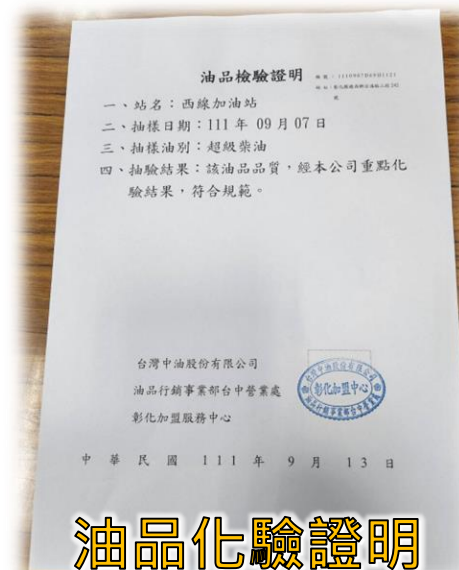 油品檢驗證明
一、站名：西線加油站
二、抽樣日期：111 年 09 月 07 日
三、抽樣油別：超級柴油
四、抽驗結果：該油品品質，經本公司重點化
驗結果，符合規範。
台灣中油股份有限公司
油品行銷事業部台中營業處
彰化加盟服務中心
彰化加盟中心
中華民國 111 年 9 月 13 日
油品化驗證明